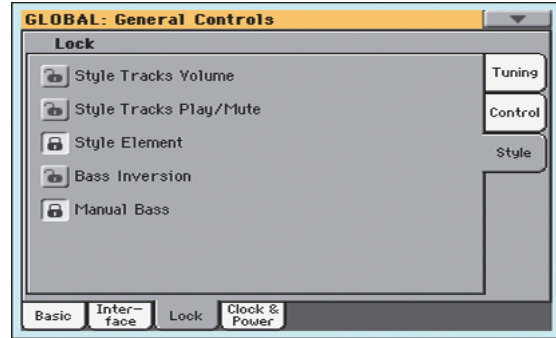 GLOBAL: General Controls
Lock
Style Tracks Volume
Style Tracks Play/Mute
Style Element
Bass Inversion
Manual Bass
Tuning
Control
Style
Basic
Inter-
face
Lock
Clock &
Power